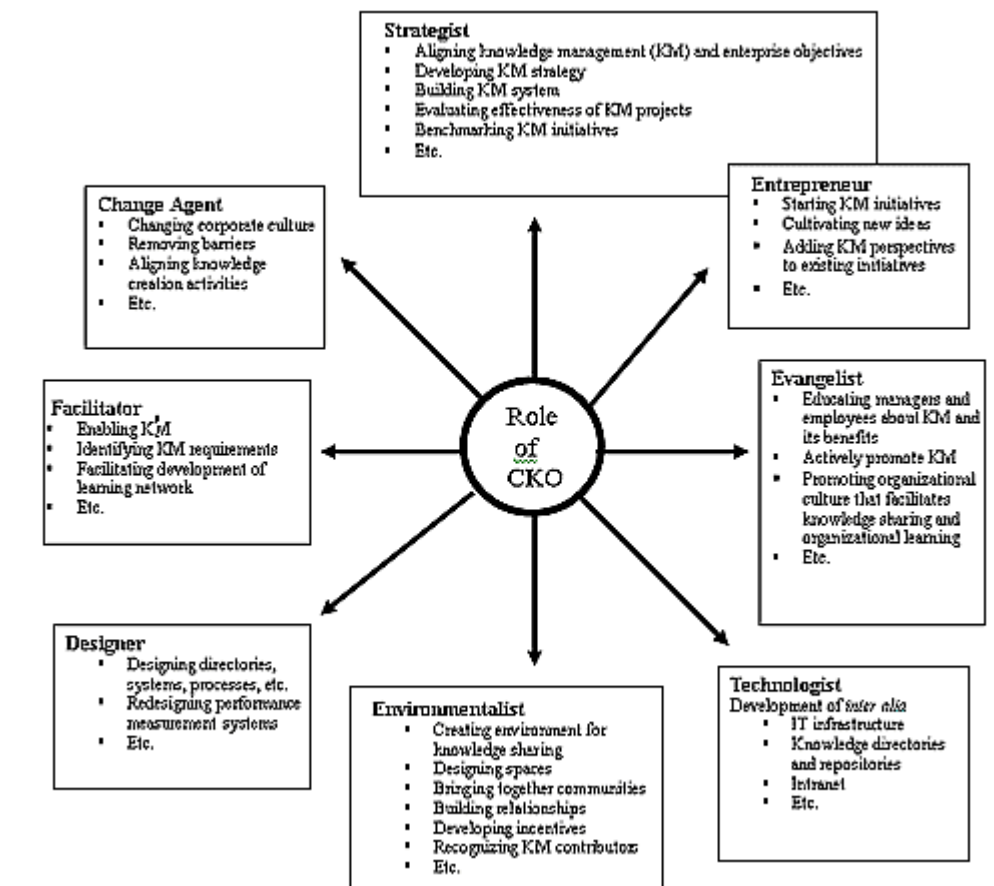 Strategist
▪ Aligning knowledge management (KM) and enterprise objectives
▪ Developing KM strategy
▪ Building KM system
▪ Evaluating effectiveness of KM projects
▪ Benchmarking KM initiatives
▪ Etc.
Entrepreneur
▪ Starting KM initiatives
▪ Cultivating new ideas
▪ Adding KM perspectives
to existing initiatives
▪ Etc.
Change Agent
▪ Changing corporate culture
▪ Removing barriers
▪ Aligning knowledge
creation activities
▪ Etc.
Role
of
CKO
Evangelist
▪ Educating managers and
employees about KM and
its benefits
▪ Actively promote KM
▪ Promoting organizational
culture that facilitates
knowledge sharing and
organizational learning
▪ Etc.
Facilitator
▪ Enabling KM
▪ Identifying KM requirements
▪ Facilitating development of
learning network
▪ Etc.
Designer
▪ Designing directories,
systems, processes, etc.
▪ Redesigning performance
measurement systems
▪ Etc.
Environmentalist
▪ Creating environment for
knowledge sharing
▪ Designing spaces
▪ Bringing together communities
▪ Building relationships
▪ Developing incentives
▪ Recognizing KM contributors
▪ Etc.
Technologist
Development of inter alia
▪ IT infrastructure
▪ Knowledge directories
and repositories
▪ Intranet
▪ Etc.